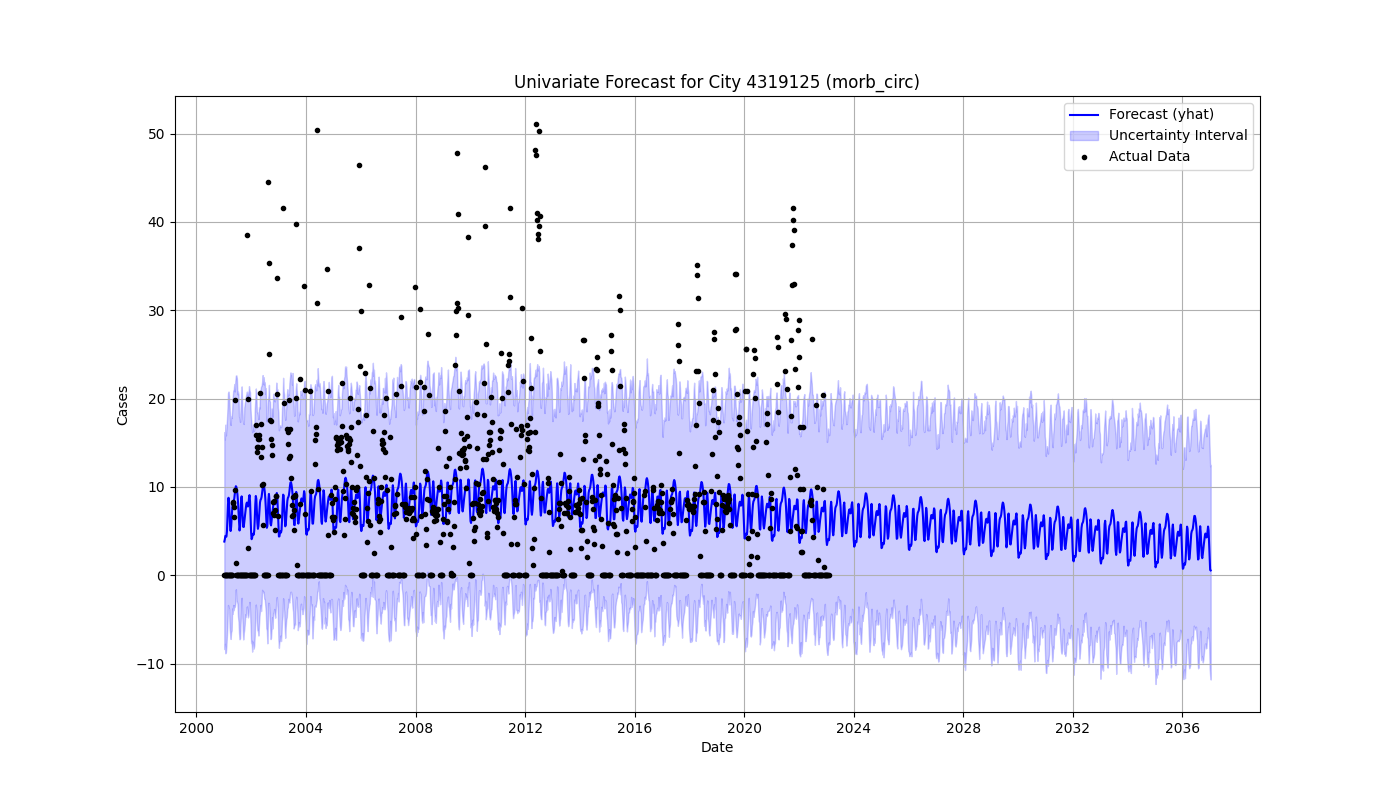 Univariate Forecast for City 4319125 (morb_circ)
Forecast (yhat)
Uncertainty Interval
Actual Data
Cases
50
40
30
20
10
0
−10
2000 2004 2008 2012 2016 2020 2024 2028 2032 2036
Date